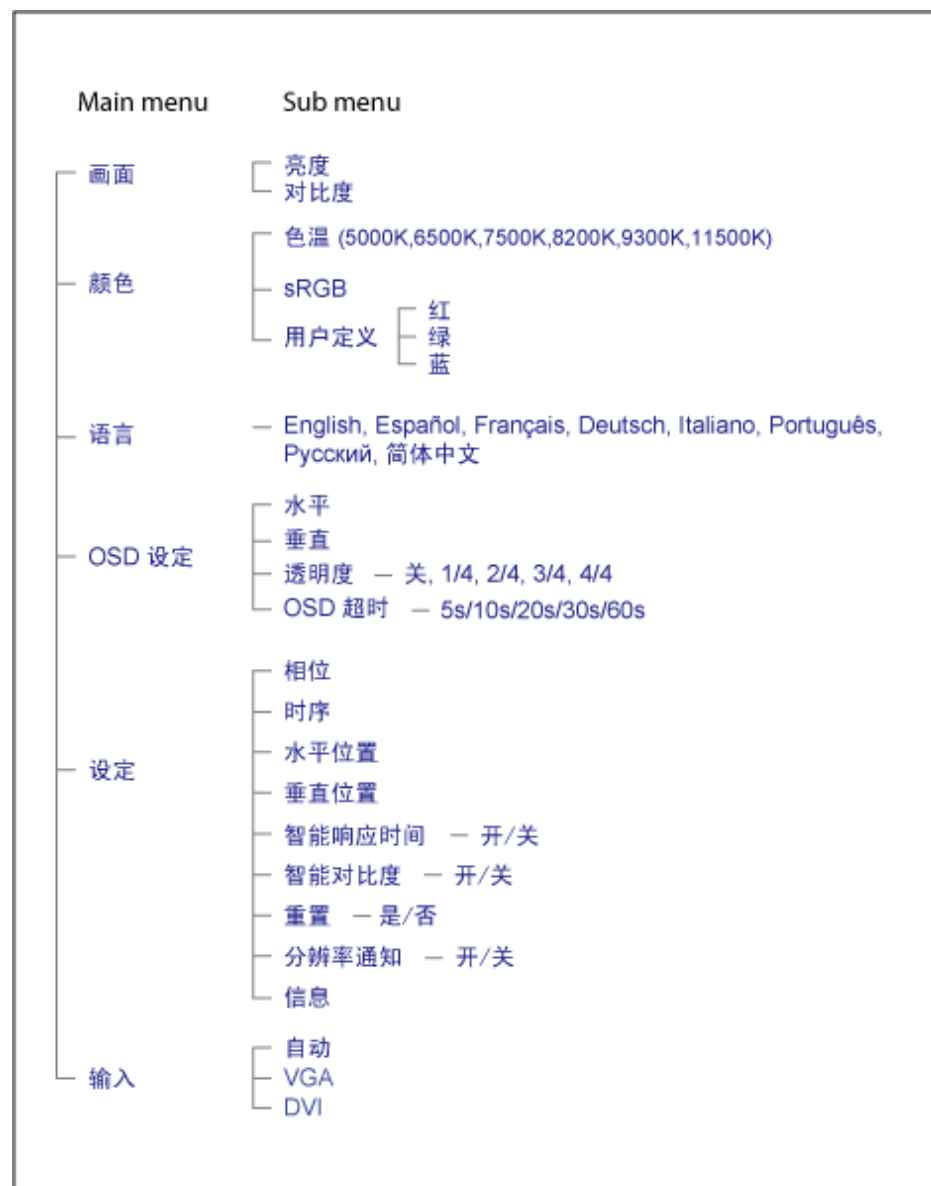 Main menu Sub menu
画面 亮度
对比度
颜色 色温 (5000K,6500K,7500K,8200K,9300K,11500K)
sRGB
用户定义 红
绿
蓝
语言 English, Español, Français, Deutsch, Italiano, Português,
Русский, 简体中文
OSD 设定 水平
垂直
透明度 — 关, 1/4, 2/4, 3/4, 4/4
OSD 超时 — 5s/10s/20s/30s/60s
设定 相位
时序
水平位置
垂直位置
智能响应时间 — 开/关
智能对比度 — 开/关
重置 — 是/否
分辨率通知 — 开/关
信息
输入 自动
VGA
DVI